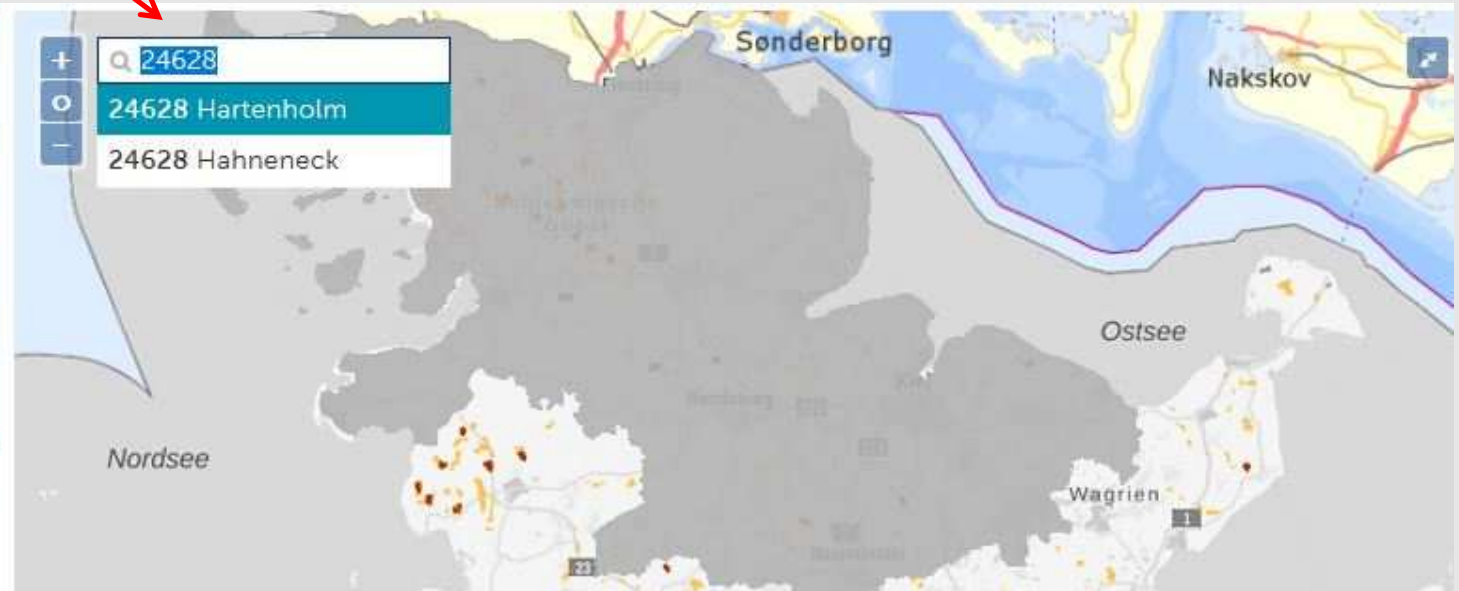 +
24628
24628 Hartenholm
24628 Hahneneck
−
Sønderborg
Nakskov
Ostsee
Nordsee
Wagrien
1
23